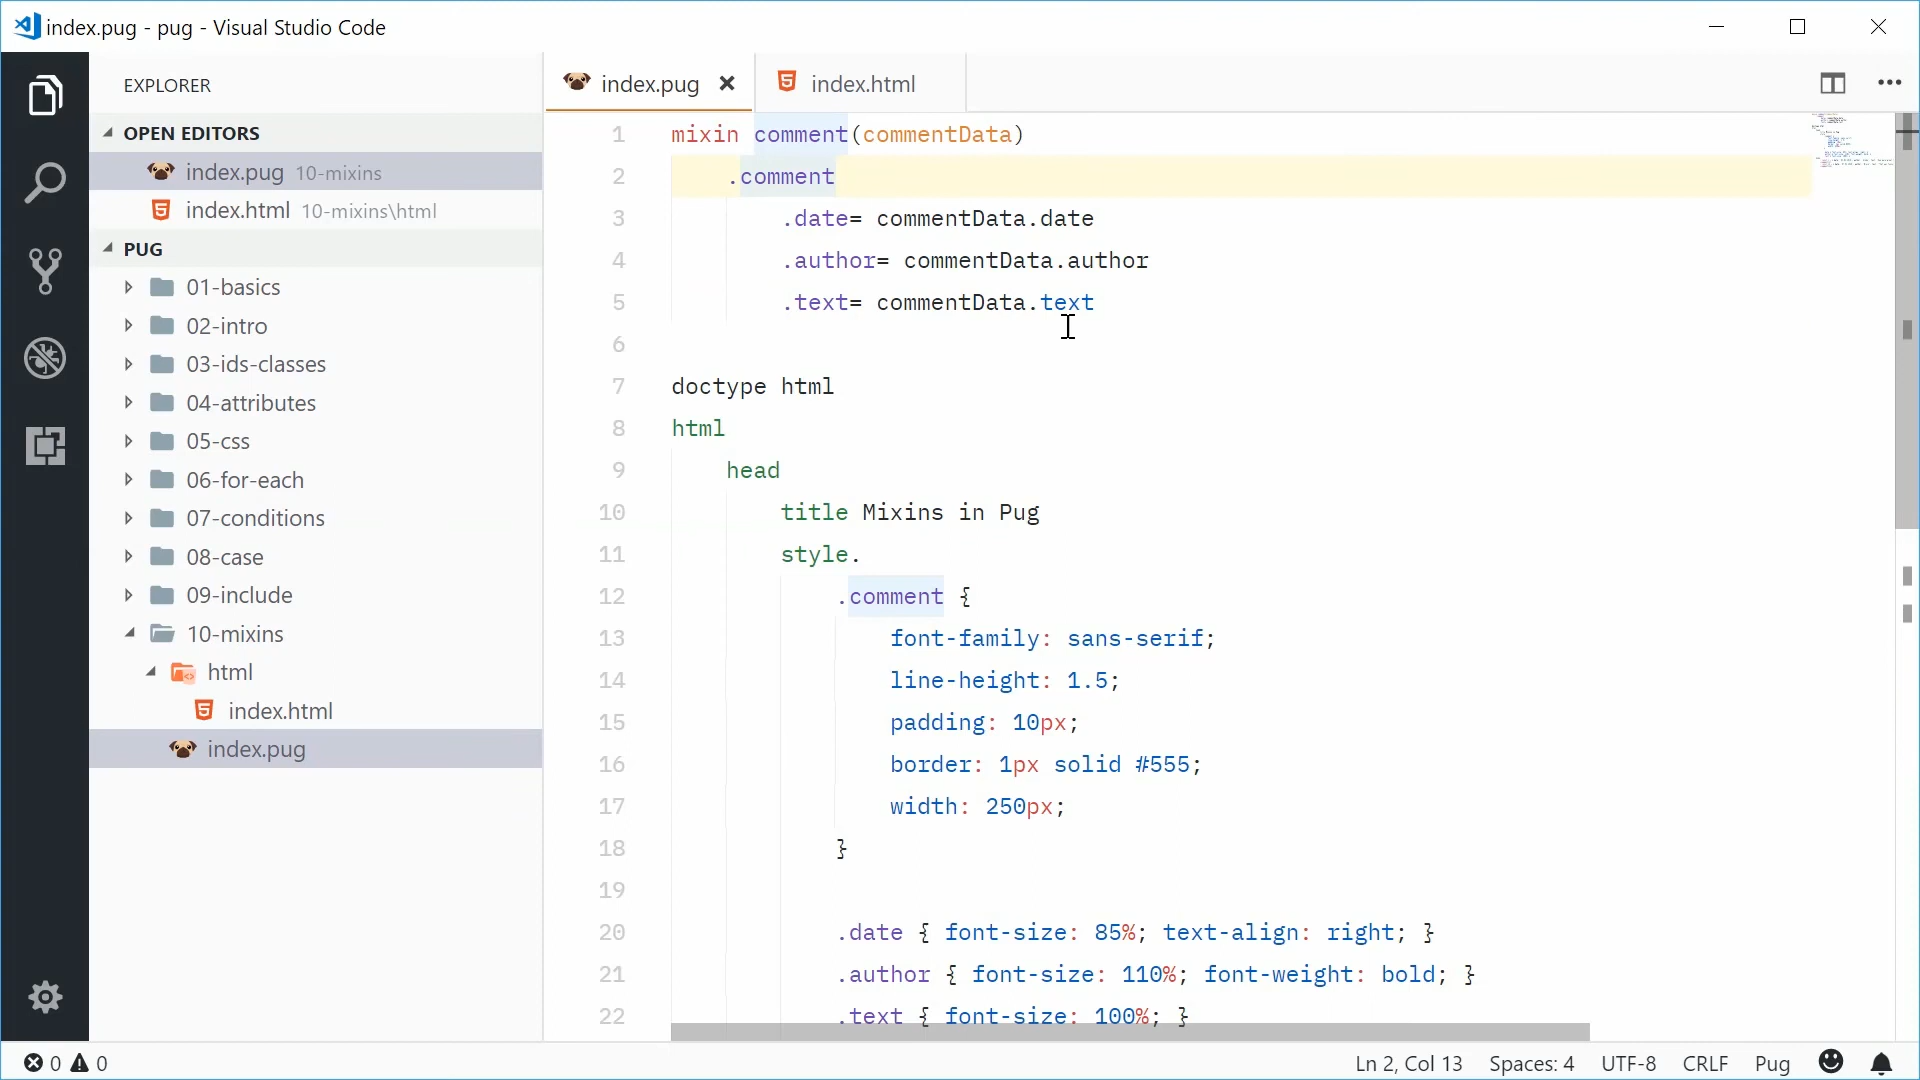 index.pug - pug - Visual Studio Code
EXPLORER
OPEN EDITORS
index.pug 10-mixins
index.html 10-mixins\html
PUG
01-basics
02-intro
03-ids-classes
04-attributes
05-css
06-for-each
07-conditions
08-case
09-include
10-mixins
html
index.html
index.pug
index.pug
index.html
1 mixin comment(commentData)
2 .comment
3 .date= commentData.date
4 .author= commentData.author
5 .text= commentData.text
6
7 doctype html
8 html
9 head
10 title Mixins in Pug
11 style.
12 .comment {
13 font-family: sans-serif;
14 line-height: 1.5;
15 padding: 10px;
16 border: 1px solid #555;
17 width: 250px;
18 }
19
20 .date { font-size: 85%; text-align: right; }
21 .author { font-size: 110%; font-weight: bold; }
22 .text { font-size: 100%; }
0 0
Ln 2, Col 13 Spaces: 4 UTF-8 CRLF Pug